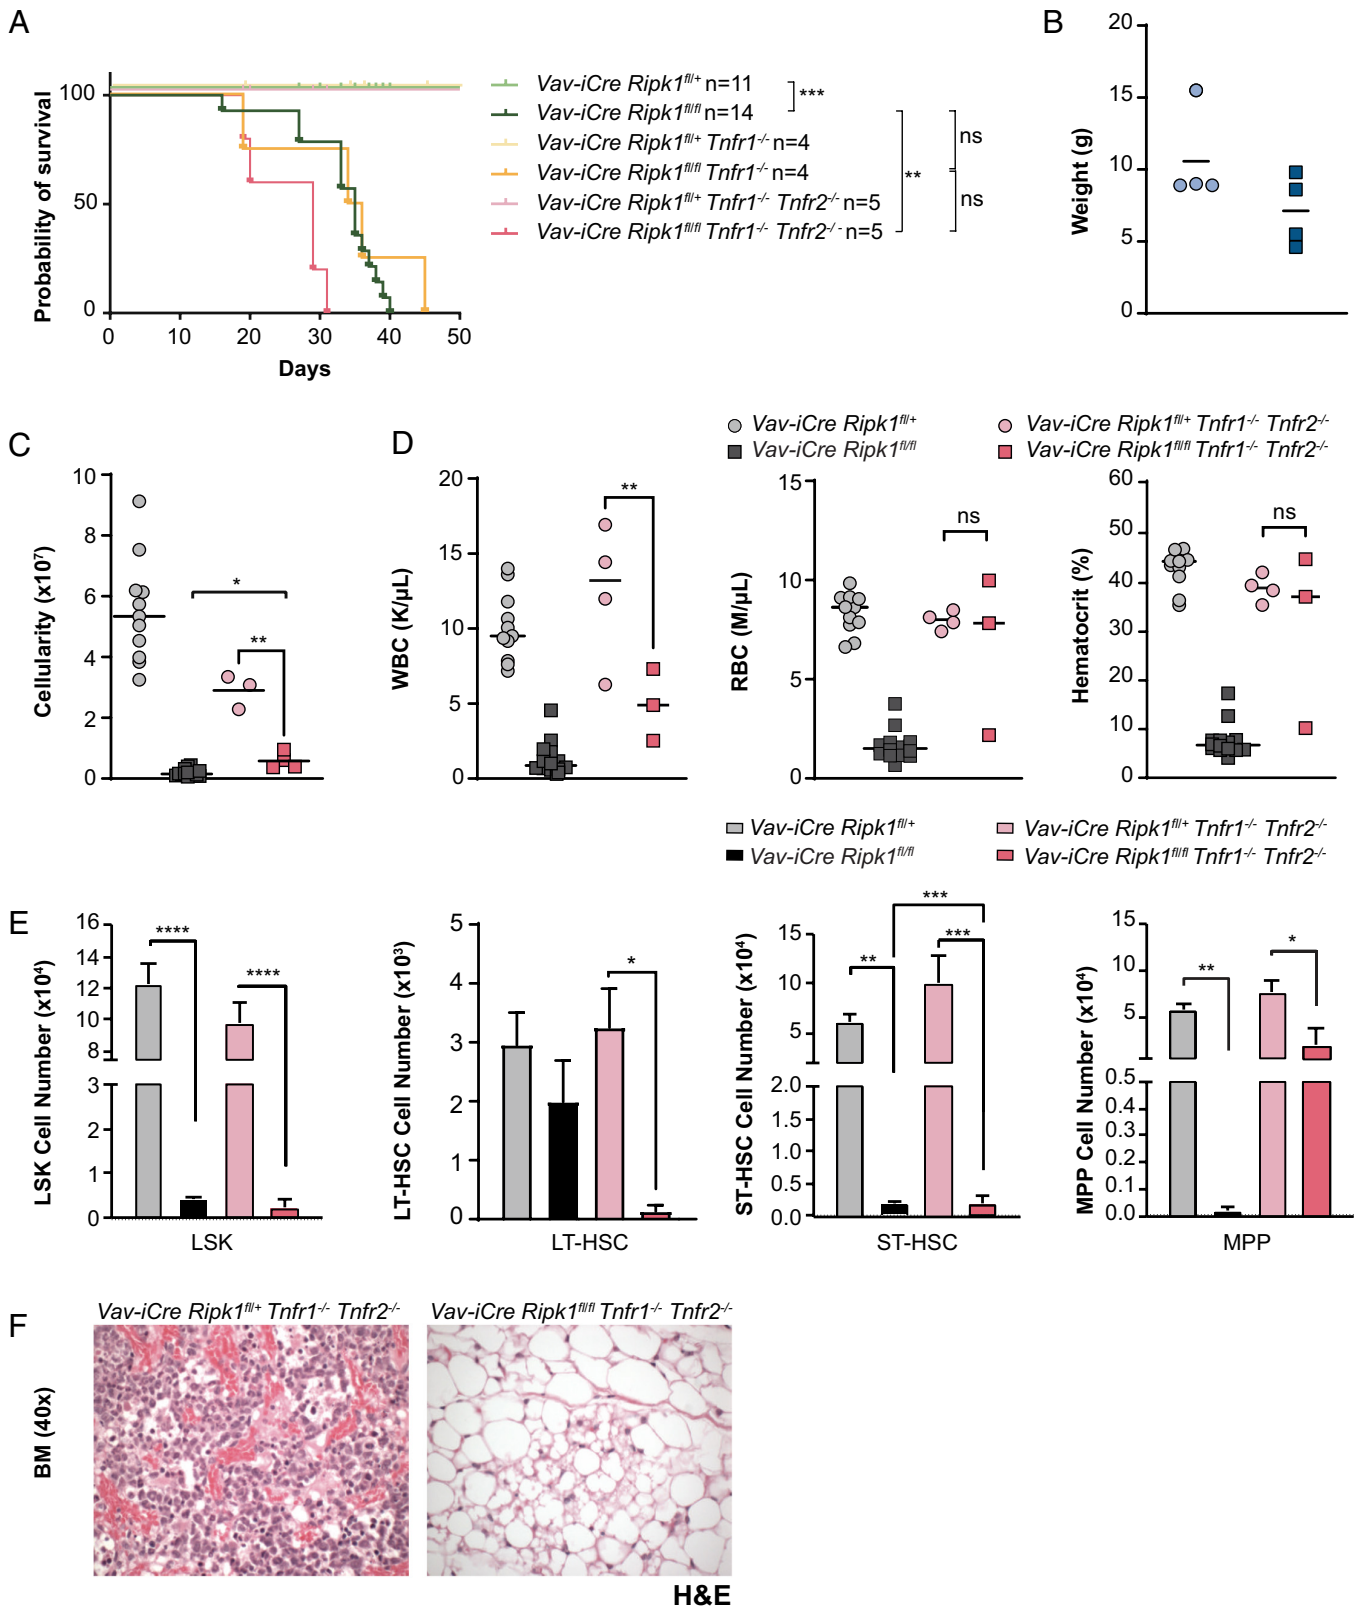 A
Probability of survival
100
50
0
0 10 20 30 40 50
Days
Vav-iCre Ripk1fl/+ n=11
Vav-iCre Ripk1fl/fl n=14
Vav-iCre Ripk1fl/+ Tnfr1-/- n=4
Vav-iCre Ripk1fl/fl Tnfr1-/- n=4
Vav-iCre Ripk1fl/+ Tnfr1-/- Tnfr2-/- n=5
Vav-iCre Ripk1fl/fl Tnfr1-/- Tnfr2-/- n=5
***
**
ns
ns
B
Weight (g)
20
15
10
5
0
C
Cellularity (x10⁷)
10
8
6
4
2
0
*
**
D
Vav-iCre Ripk1fl/+
Vav-iCre Ripk1fl/fl
Vav-iCre Ripk1fl/+ Tnfr1-/- Tnfr2-/-
Vav-iCre Ripk1fl/fl Tnfr1-/- Tnfr2-/-
WBC (K/µL)
20
15
10
5
0
**
RBC (M/µL)
15
10
5
0
ns
Hematocrit (%)
60
50
40
30
20
10
0
ns
Vav-iCre Ripk1fl/+
Vav-iCre Ripk1fl/fl
Vav-iCre Ripk1fl/+ Tnfr1-/- Tnfr2-/-
Vav-iCre Ripk1fl/fl Tnfr1-/- Tnfr2-/-
E
LSK Cell Number (x10⁴)
16
14
12
10
8
3
2
1
0
****
****
LSK
LT-HSC Cell Number (x10³)
5
4
3
2
1
0
*
LT-HSC
ST-HSC Cell Number (x10⁴)
15
10
5
2.0
1.5
1.0
0.5
0.0
**
***
***
ST-HSC
MPP Cell Number (x10⁴)
15
10
5
0.5
0.4
0.3
0.2
0.1
0.0
**
*
MPP
F
Vav-iCre Ripk1fl/+ Tnfr1-/- Tnfr2-/-
Vav-iCre Ripk1fl/fl Tnfr1-/- Tnfr2-/-
BM (40x)
H&E